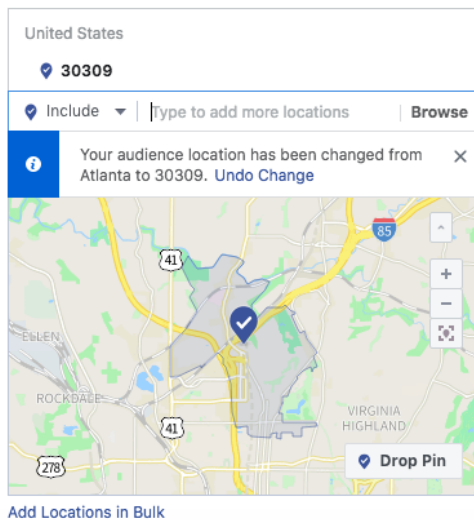 United States
30309
Include
Type to add more locations
Browse
Your audience location has been changed from
Atlanta to 30309. Undo Change
85
41
ELLEN
ROCKDALE
41
VIRGINIA
HIGHLAND
278
Drop Pin
Add Locations in Bulk